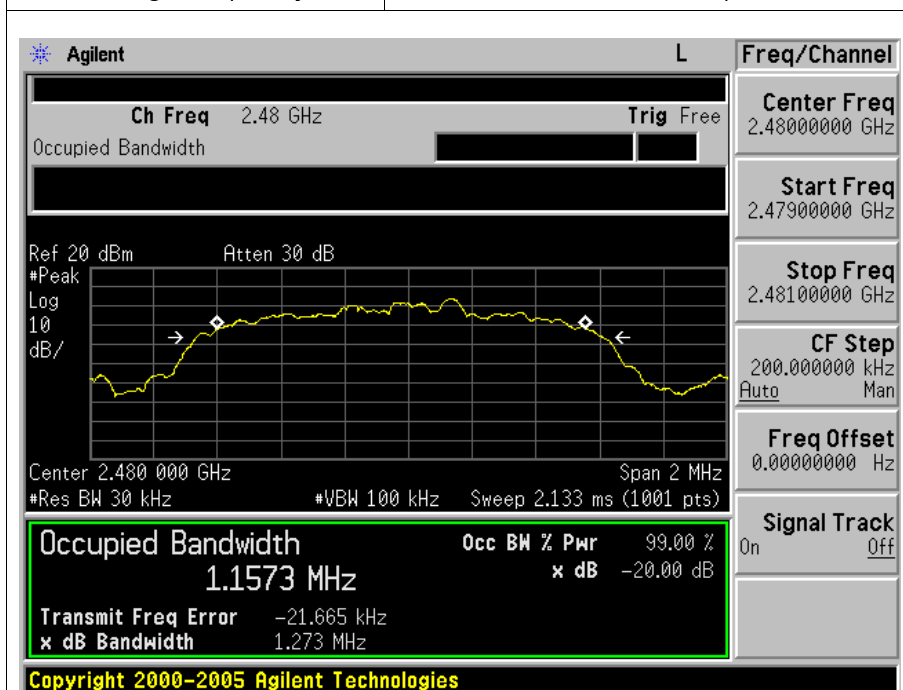 Agilent L
Ch Freq 2.48 GHz Trig Free
Occupied Bandwidth
Ref 20 dBm Atten 30 dB
#Peak
Log
10
dB/
Center 2.480 000 GHz Span 2 MHz
#Res BW 30 kHz #VBW 100 kHz Sweep 2.133 ms (1001 pts)
Occupied Bandwidth
1.1573 MHz
Occ BW % Pwr 99.00 %
x dB -20.00 dB
Transmit Freq Error -21.665 kHz
x dB Bandwidth 1.273 MHz
Copyright 2000-2005 Agilent Technologies
Freq/Channel
Center Freq
2.48000000 GHz
Start Freq
2.47900000 GHz
Stop Freq
2.48100000 GHz
CF Step
200.000000 kHz
Auto Man
Freq Offset
0.00000000 Hz
Signal Track
On Off